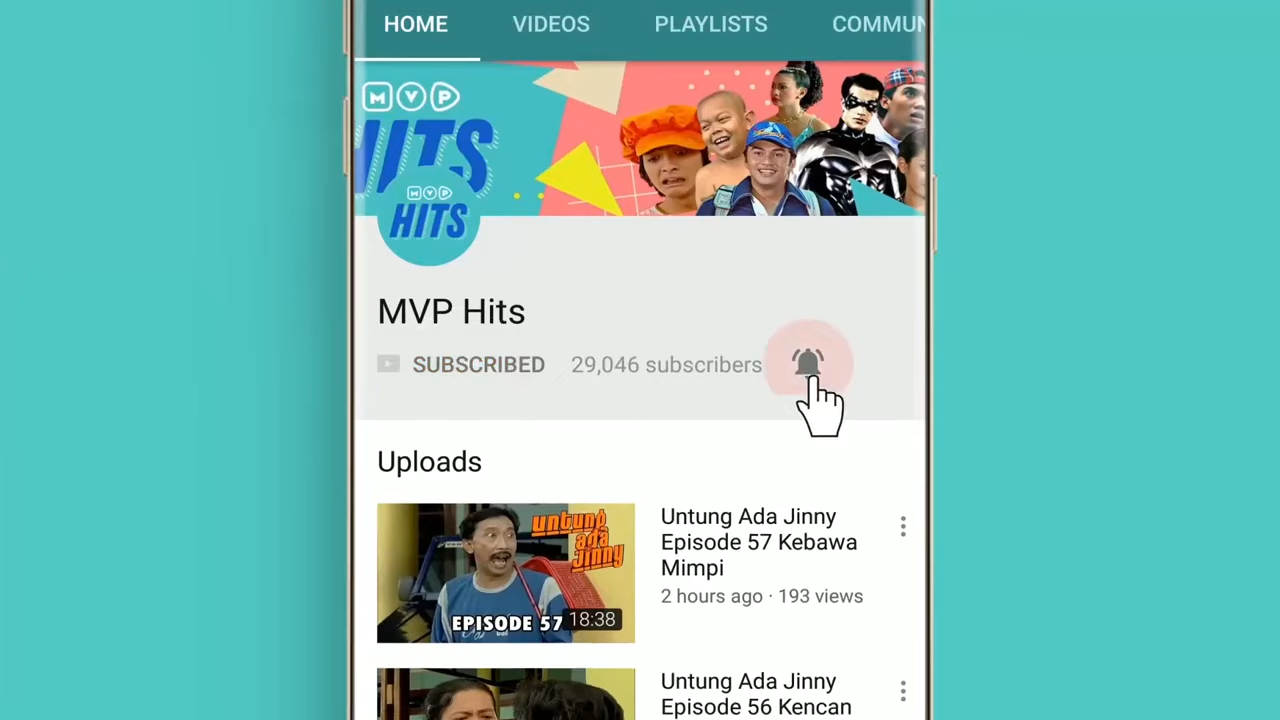 HOME VIDEOS PLAYLISTS COMMUN
MVP
HITS
MVP
HITS
MVP Hits
SUBSCRIBED 29,046 subscribers
Uploads
untung
ada
jinny
EPISODE 57 18:38
Untung Ada Jinny
Episode 57 Kebawa
Mimpi
2 hours ago · 193 views
Untung Ada Jinny
Episode 56 Kencan